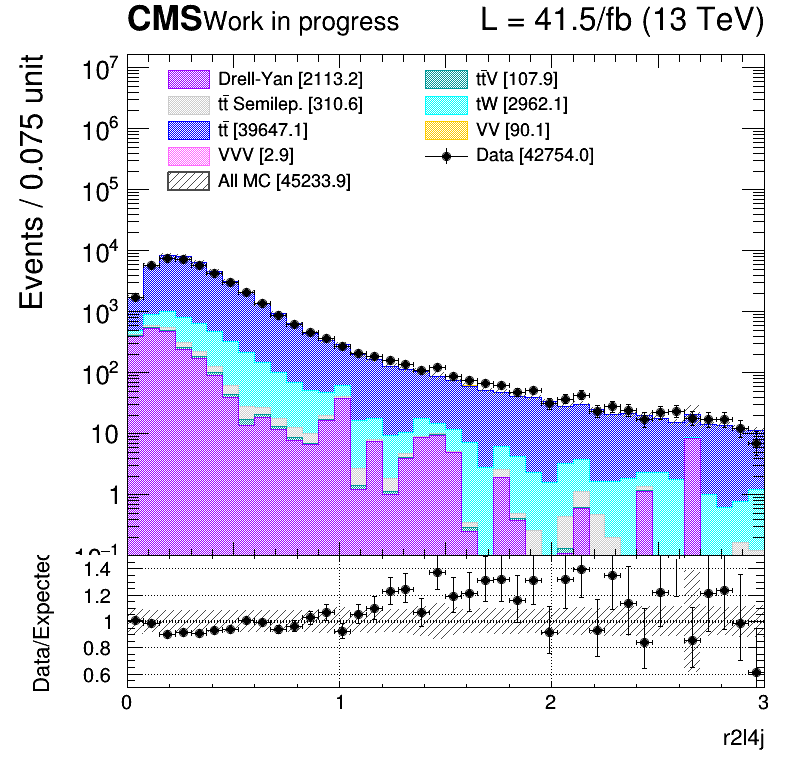 CMS Work in progress L = 41.5/fb (13 TeV)
Events / 0.075 unit
10⁷
10⁶
10⁵
10⁴
10³
10²
10
1
10⁻¹
Drell-Yan [2113.2]
tt̄ Semilep. [310.6]
tt̄ [39647.1]
VVV [2.9]
All MC [45233.9]
tt̄V [107.9]
tW [2962.1]
VV [90.1]
Data [42754.0]
Data/Expected
1.4
1.2
1
0.8
0.6
0 1 2 3
r2l4j